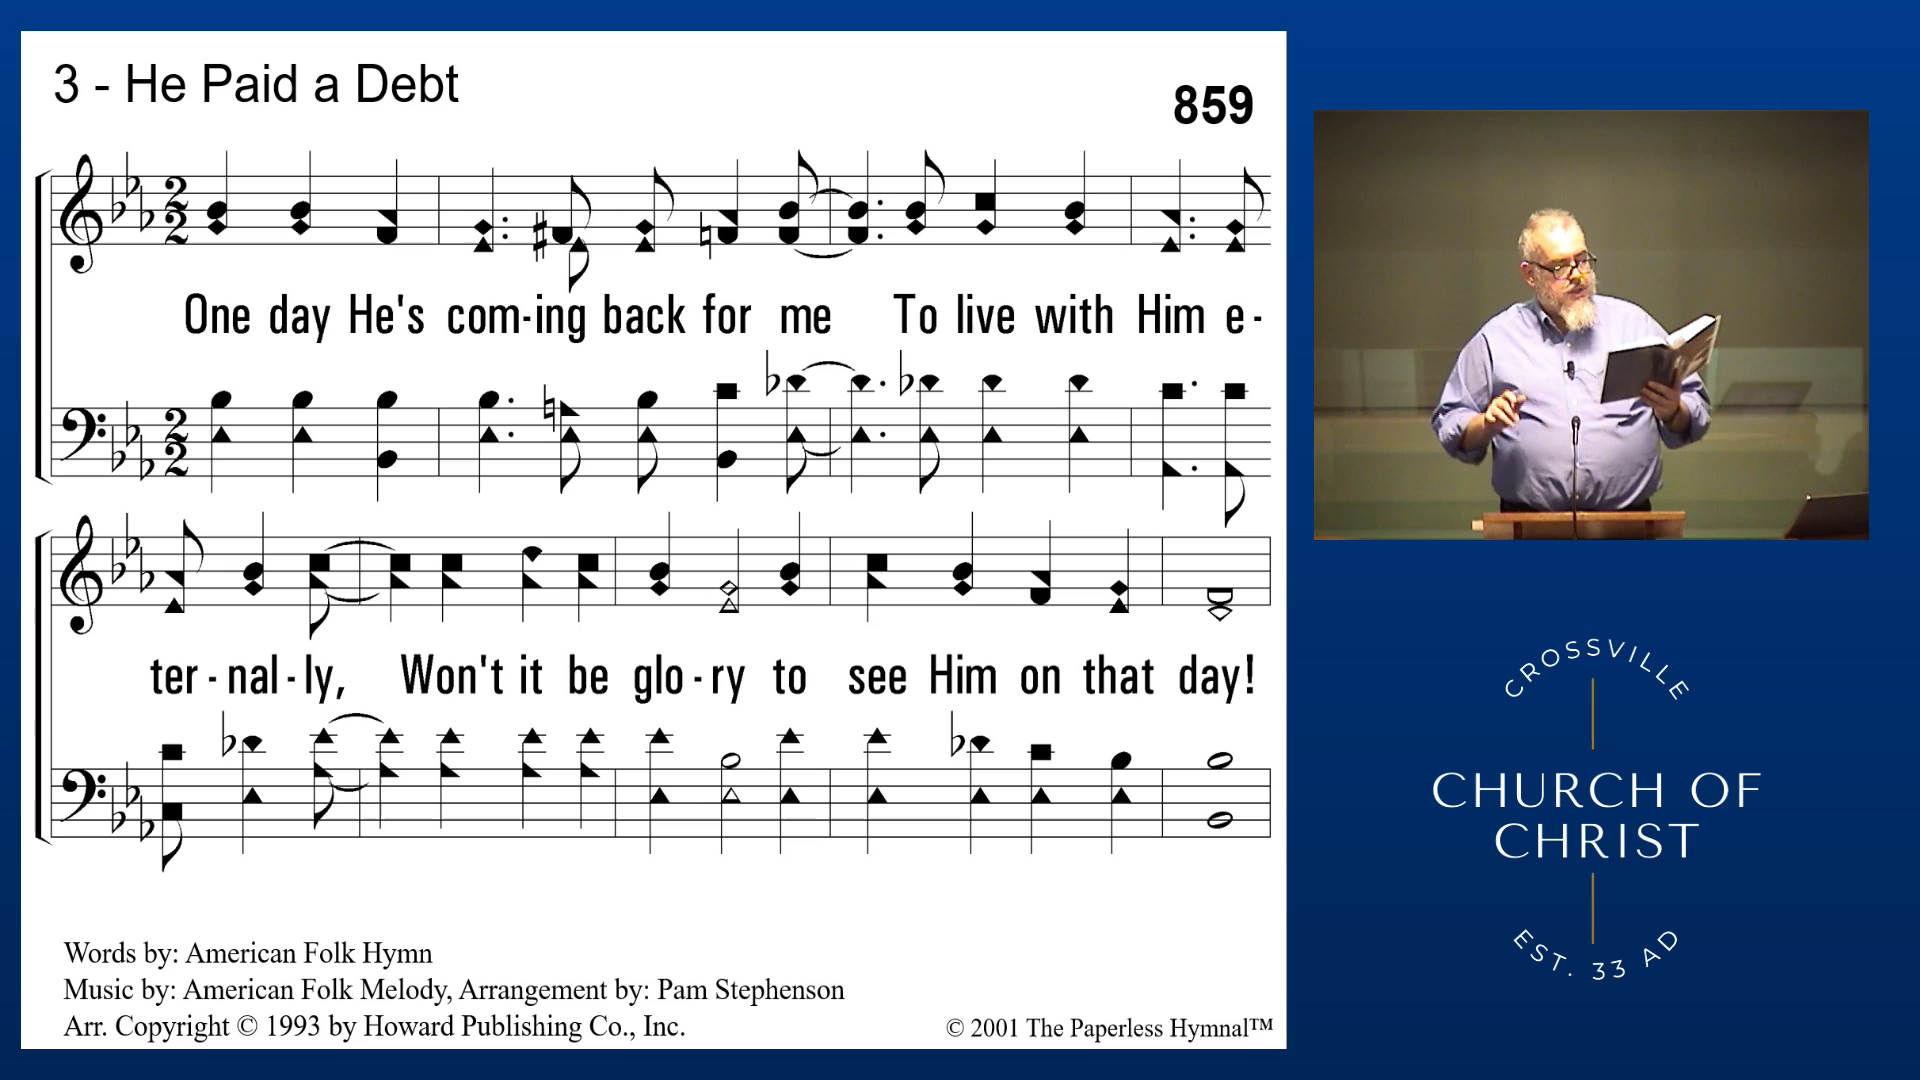 3 - He Paid a Debt
859
One day He's com-ing back for me To live with Him e-
ter-nal-ly, Won't it be glo-ry to see Him on that day!
Words by: American Folk Hymn
Music by: American Folk Melody, Arrangement by: Pam Stephenson
Arr. Copyright © 1993 by Howard Publishing Co., Inc.
© 2001 The Paperless Hymnal™
CROSSVILLE
CHURCH OF
CHRIST
EST. 33 AD